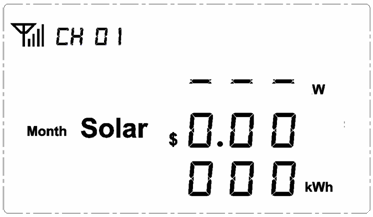 CH 01
— — — W
Month Solar $ 0.00
000 kWh